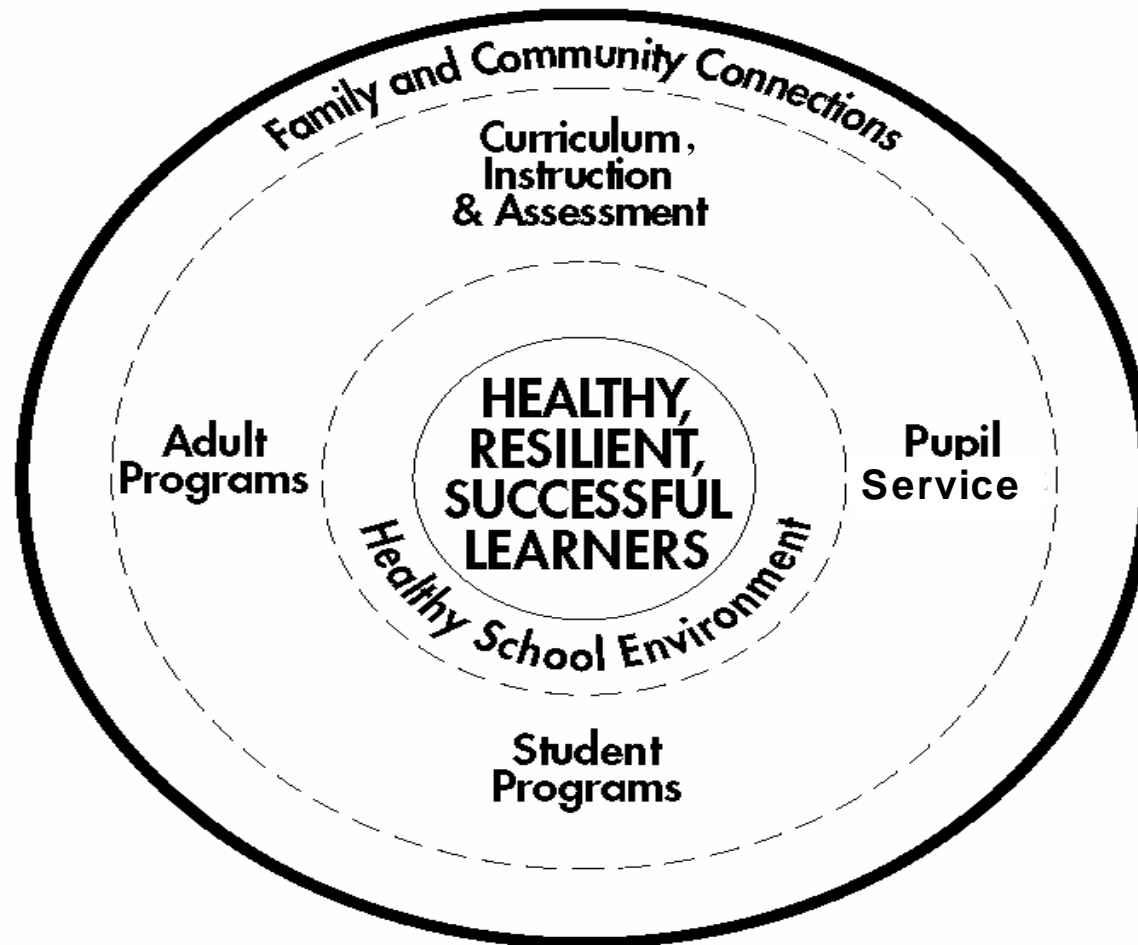 Family and Community Connections
Curriculum,
Instruction
& Assessment
Adult
Programs
HEALTHY,
RESILIENT,
SUCCESSFUL
LEARNERS
Pupil
Service
Healthy School Environment
Student
Programs